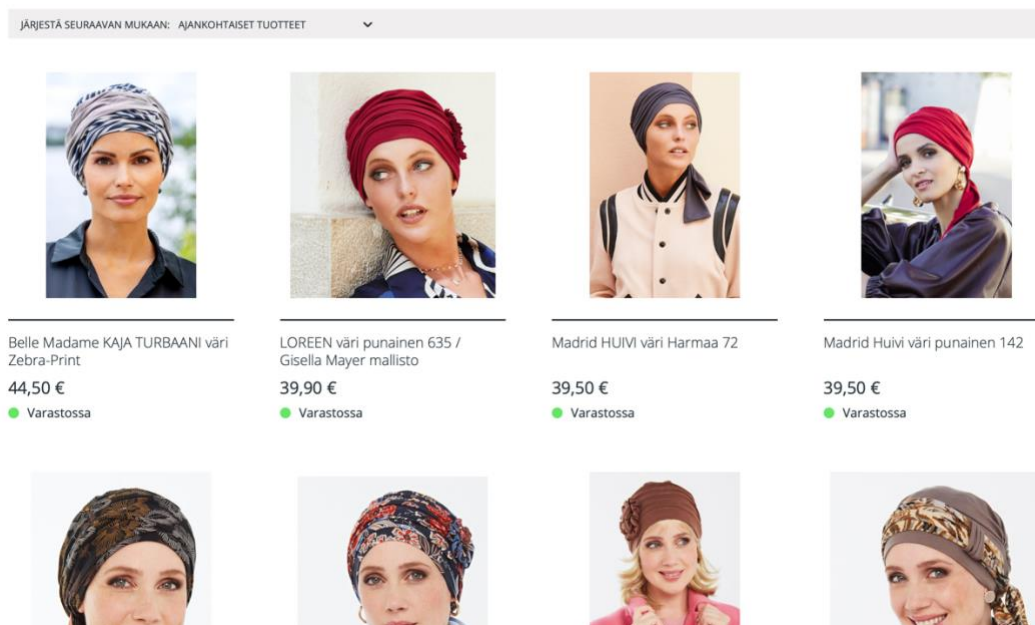 JÄRJESTÄ SEURAAVAN MUKAAN: AJANKOHTAISET TUOTTEET
Belle Madame KAJA TURBAANI väri
Zebra-Print
44,50 €
Varastossa
LOREEN väri punainen 635 /
Gisella Mayer mallisto
39,90 €
Varastossa
Madrid HUIVI väri Harmaa 72
39,50 €
Varastossa
Madrid Huivi väri punainen 142
39,50 €
Varastossa